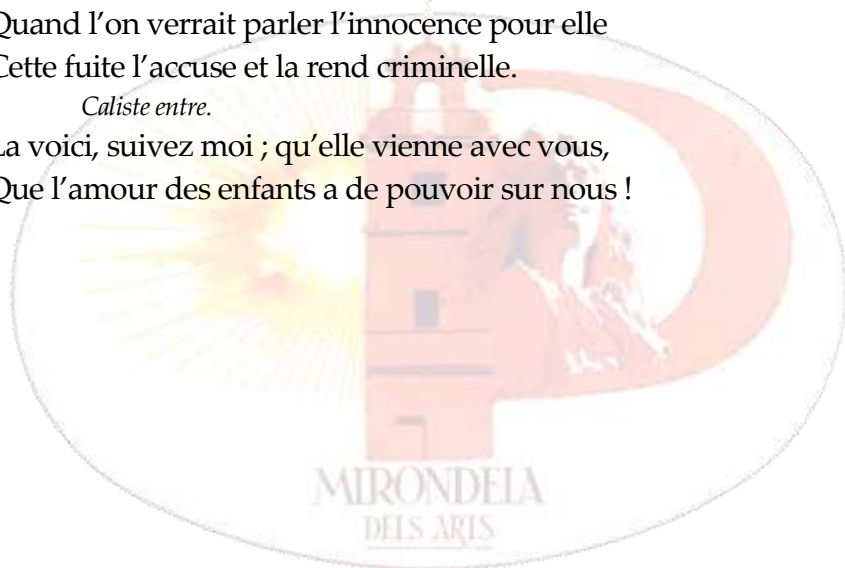 Quand l’on verrait parler l’innocence pour elle
Cette fuite l’accuse et la rend criminelle.
Caliste entre.
La voici, suivez moi ; qu’elle vienne avec vous,
Que l’amour des enfants a de pouvoir sur nous !
MIRONDELA
DELS ARTS